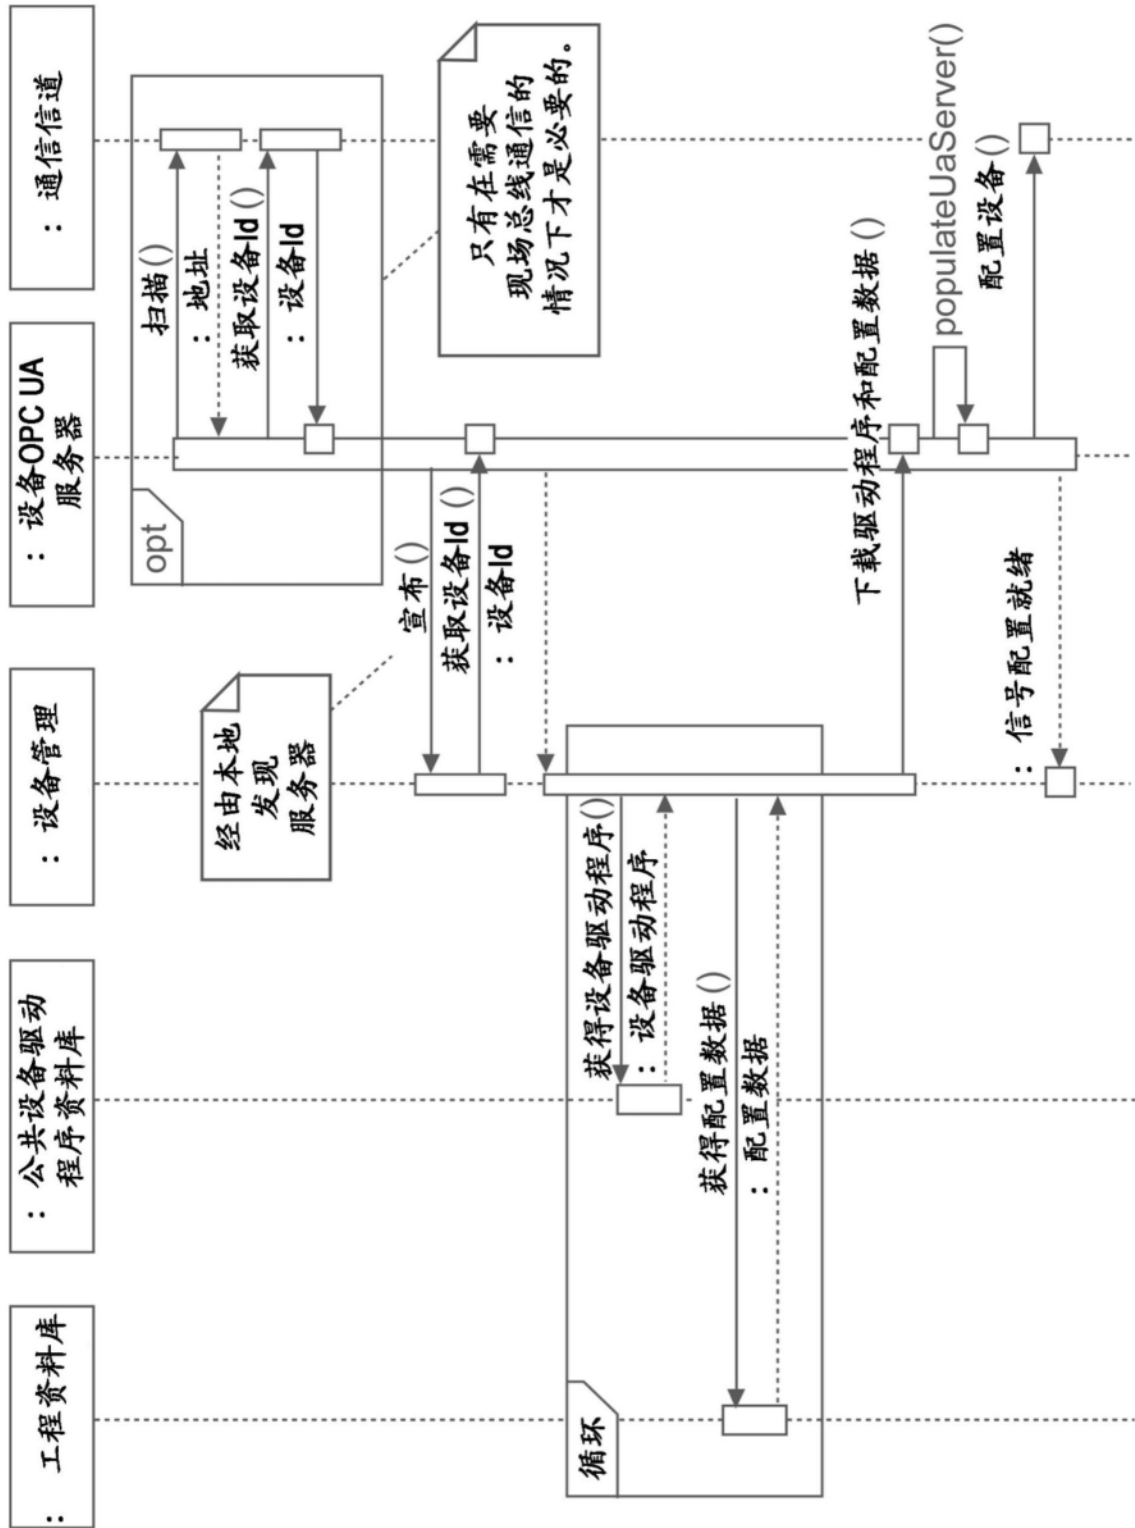 : 工程资料库
: 公共设备驱动
程序资料库
: 设备管理
: 设备OPC UA
服务器
: 通信信道
opt
扫描()
: 地址
获取设备Id ()
: 设备Id
经由本地
发现
服务器
只有在需要
现场总线通信的
情况下才是必要的。
宣布()
获取设备Id ()
: 设备Id
循环
获得设备驱动程序()
: 设备驱动程序
获得配置数据()
: 配置数据
下载驱动程序和配置数据()
populateUaServer()
配置设备()
: 信号配置就绪